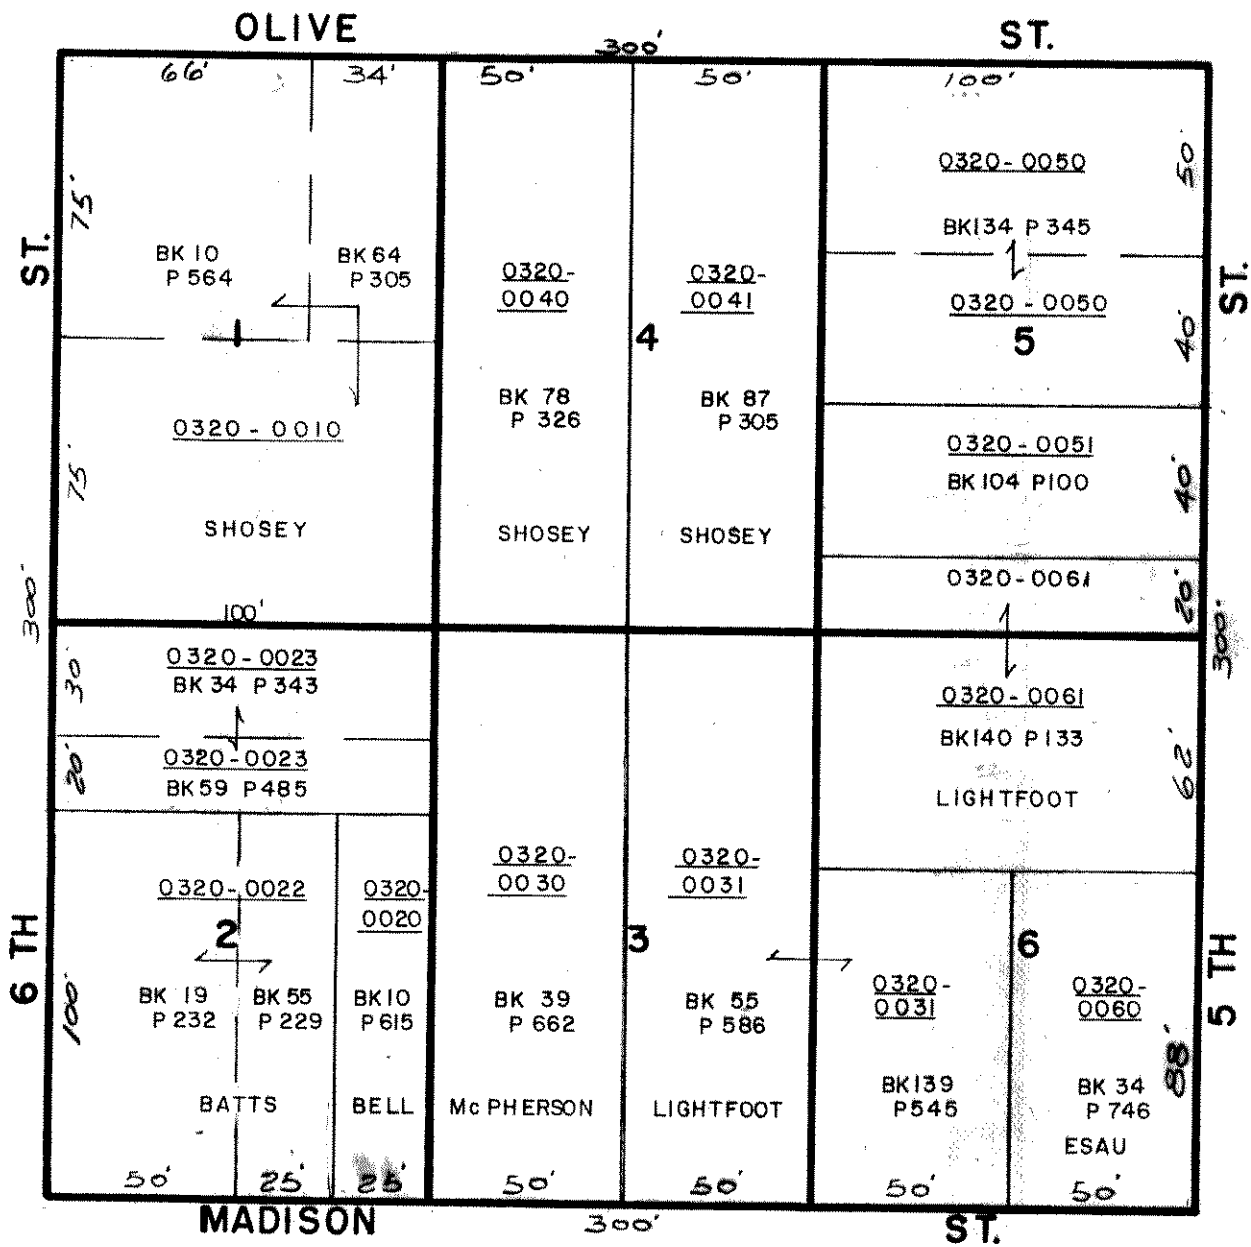 OLIVE ST.
300'
66' 34' 50' 50' 100'
75'
ST.
BK 10
P 564
BK 64
P 305
1
0320-0010
75'
SHOSEY
100'
300'
0320-
0040
BK 78
P 326
SHOSEY
4
0320-
0041
BK 87
P 305
SHOSEY
0320-0050
50'
BK134 P 345
0320-0050
40'
5
ST.
0320-0051
BK 104 P100
40'
0320-0061
20'
300'
0320-0023
BK 34 P 343
30'
0320-0023
BK59 P485
20'
0320-0022
2
BK 19
P 232
BK 55
P 229
BATTS
0320-
0020
BK10
P 615
BELL
6 TH
100'
0320-
0030
BK 39
P 662
McPHERSON
3
0320-
0031
BK 55
P 586
LIGHTFOOT
0320-0061
BK140 P133
LIGHTFOOT
62'
6
0320-
0031
BK139
P545
0320-
0060
BK 34
P 746
ESAU
88'
5 TH
50' 25' 25' 50' 50' 50' 50'
MADISON ST.
300'